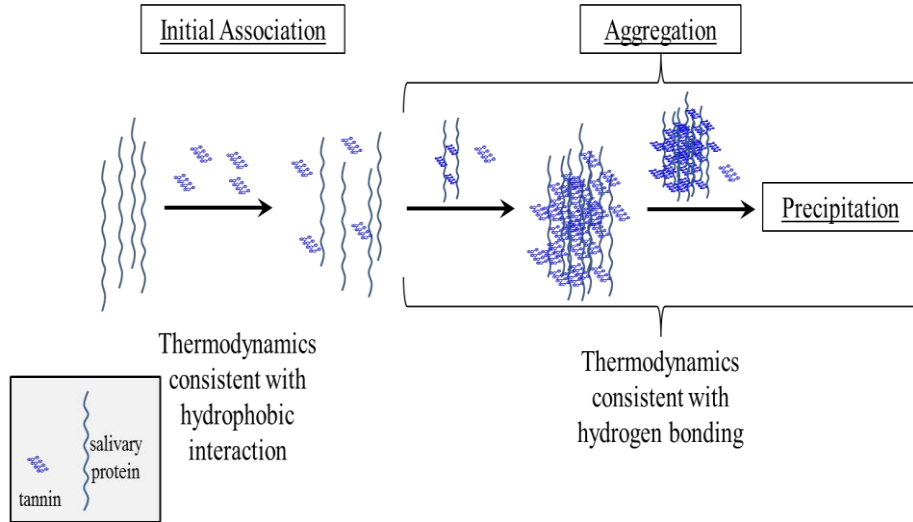 Initial Association
Aggregation
Precipitation
Thermodynamics
consistent with
hydrophobic
interaction
Thermodynamics
consistent with
hydrogen bonding
salivary
protein
tannin